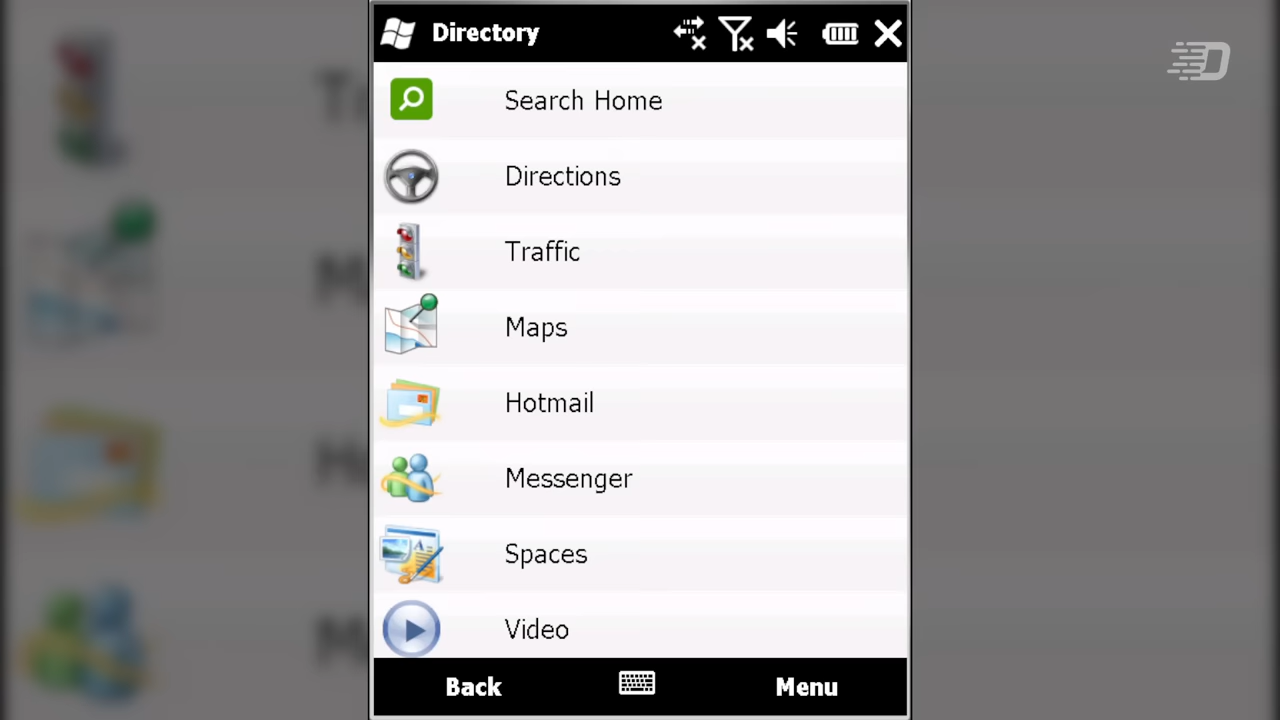 Directory
Search Home
Directions
Traffic
Maps
Hotmail
Messenger
Spaces
Video
Back
Menu